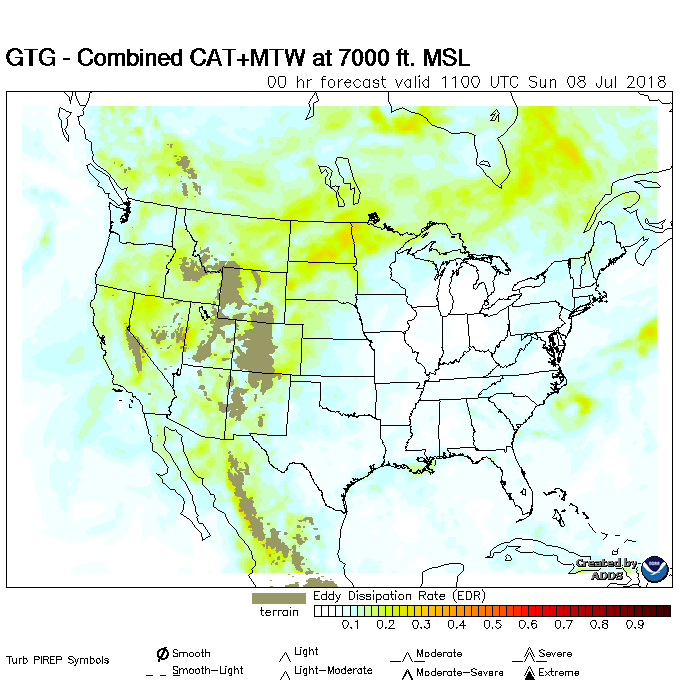 GTG - Combined CAT+MTW at 7000 ft. MSL
00 hr forecast valid 1100 UTC Sun 08 Jul 2018
Created by
ADDS
terrain
Eddy Dissipation Rate (EDR)
0.1 0.2 0.3 0.4 0.5 0.6 0.7 0.8 0.9
Turb PIREP Symbols
Smooth Light Moderate Severe
Smooth-Light Light-Moderate Moderate-Severe Extreme